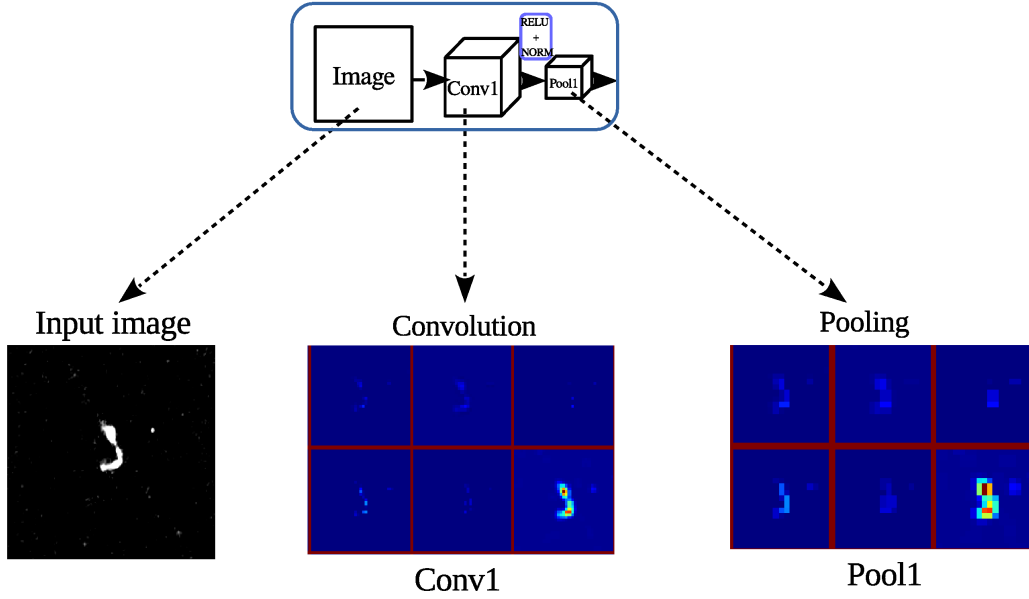 RELU
+
NORM
Image
Conv1
Pool1
Input image
Convolution
Pooling
Conv1
Pool1